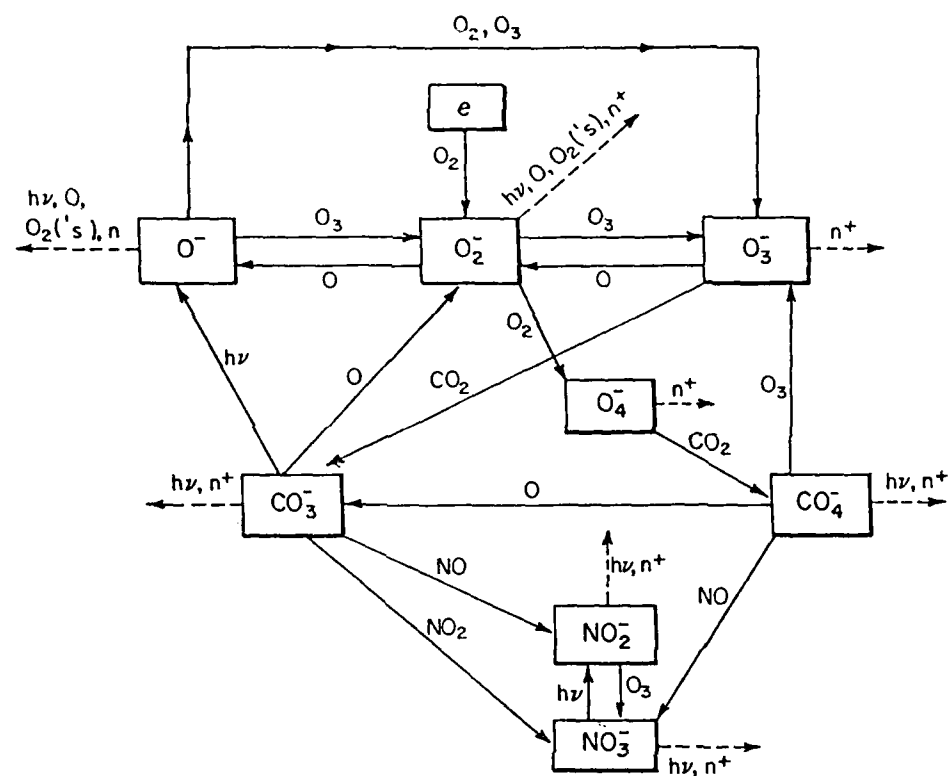 O₂, O₃
e
O₂
hν, O, O₂('s), n⁺
hν, O,
O₂('s), n
O⁻
O₃
O
O₂⁻
O₃
O
O₃⁻
n⁺
hν
O
CO₂
O₂
O₄⁻
n⁺
CO₂
O₃
hν, n⁺
CO₃⁻
O
CO₄⁻
hν, n⁺
NO
hν, n⁺
NO
NO₂
NO₂⁻
hν
O₃
NO₃⁻
hν, n⁺